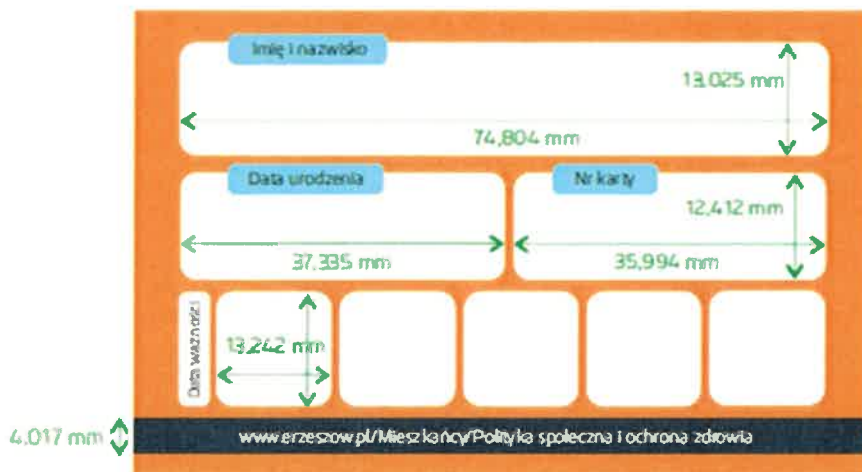 Imię i nazwisko
13,025 mm
74,804 mm
Data urodzenia
Nr karty
12,412 mm
37,335 mm
35,994 mm
Data ważności
13,242 mm
4.017 mm
www.erzeszow.pl/Mieszkańcy/Polityka społeczna i ochrona zdrowia